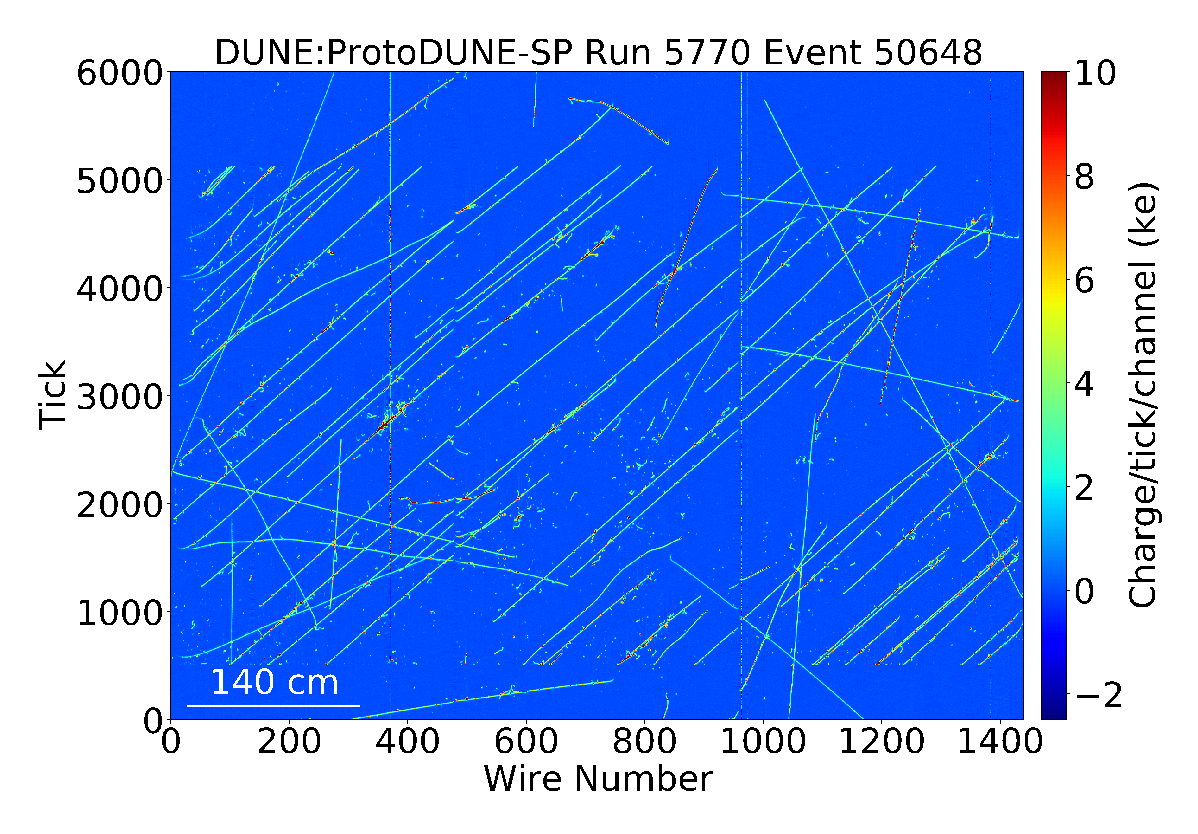 DUNE:ProtoDUNE-SP Run 5770 Event 50648
6000
5000
4000
3000
2000
1000
0
Tick
140 cm
0 200 400 600 800 1000 1200 1400
Wire Number
10
8
6
4
2
0
−2
Charge/tick/channel (ke)